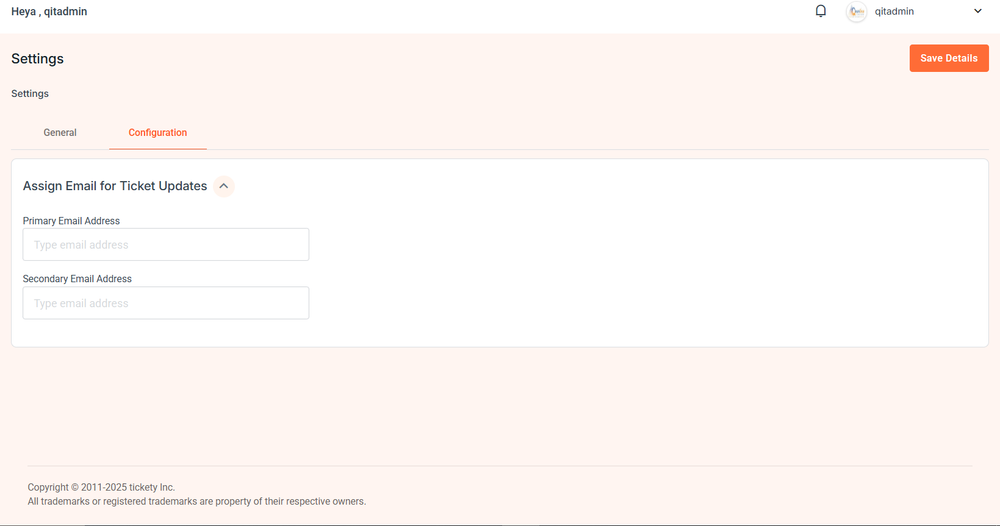 Heya , qitadmin
qitadmin
Settings
Save Details
Settings
General
Configuration
Assign Email for Ticket Updates
Primary Email Address
Type email address
Secondary Email Address
Type email address
Copyright © 2011-2025 tickety Inc.
All trademarks or registered trademarks are property of their respective owners.